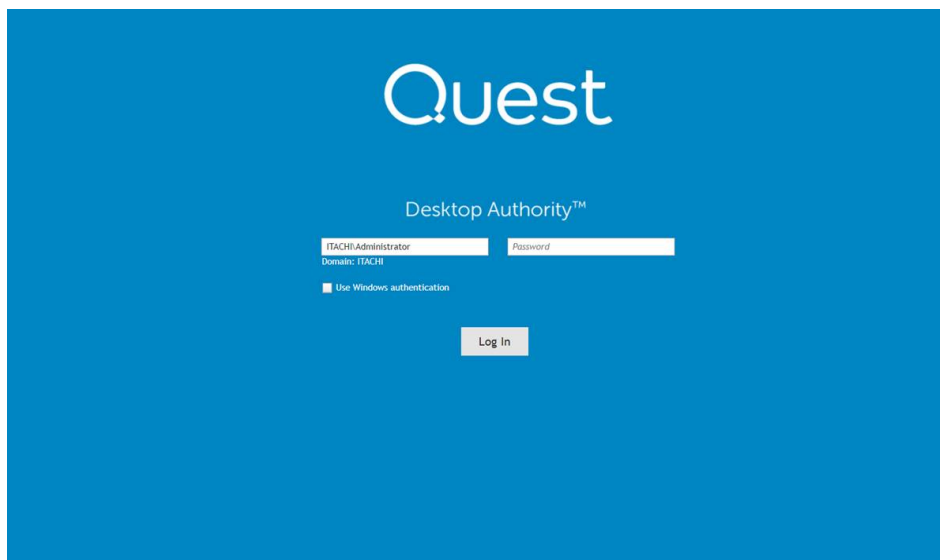 Quest
Desktop Authority™
ITACHI\Administrator
Password
Domain: ITACHI
Use Windows authentication
Log In